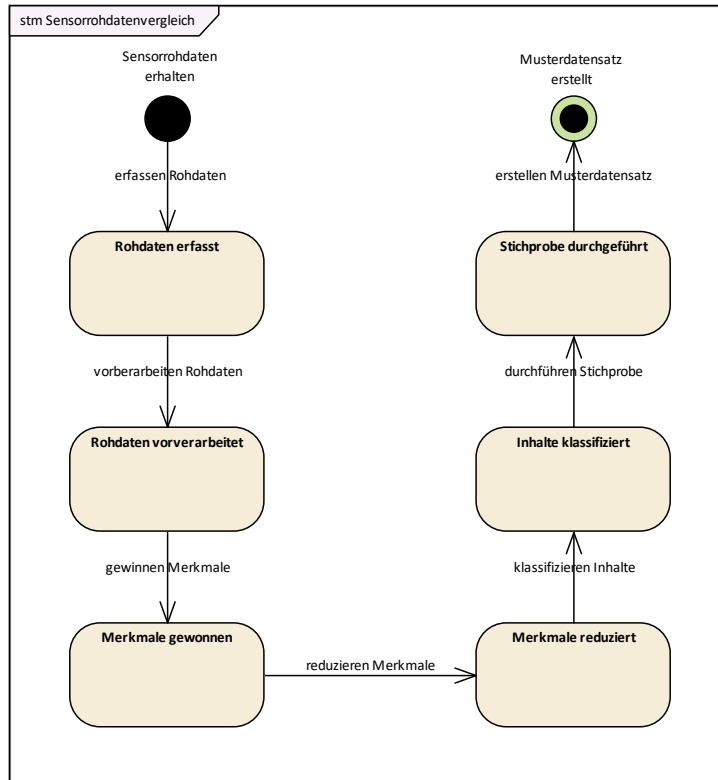 stm Sensorrohdatenvergleich
Sensorrohdaten
erhalten
erfassen Rohdaten
Rohdaten erfasst
vorberarbeiten Rohdaten
Rohdaten vorverarbeitet
gewinnen Merkmale
Merkmale gewonnen
reduzieren Merkmale
Merkmale reduziert
klassifizieren Inhalte
Inhalte klassifiziert
durchführen Stichprobe
Stichprobe durchgeführt
erstellen Musterdatensatz
Musterdatensatz
erstellt